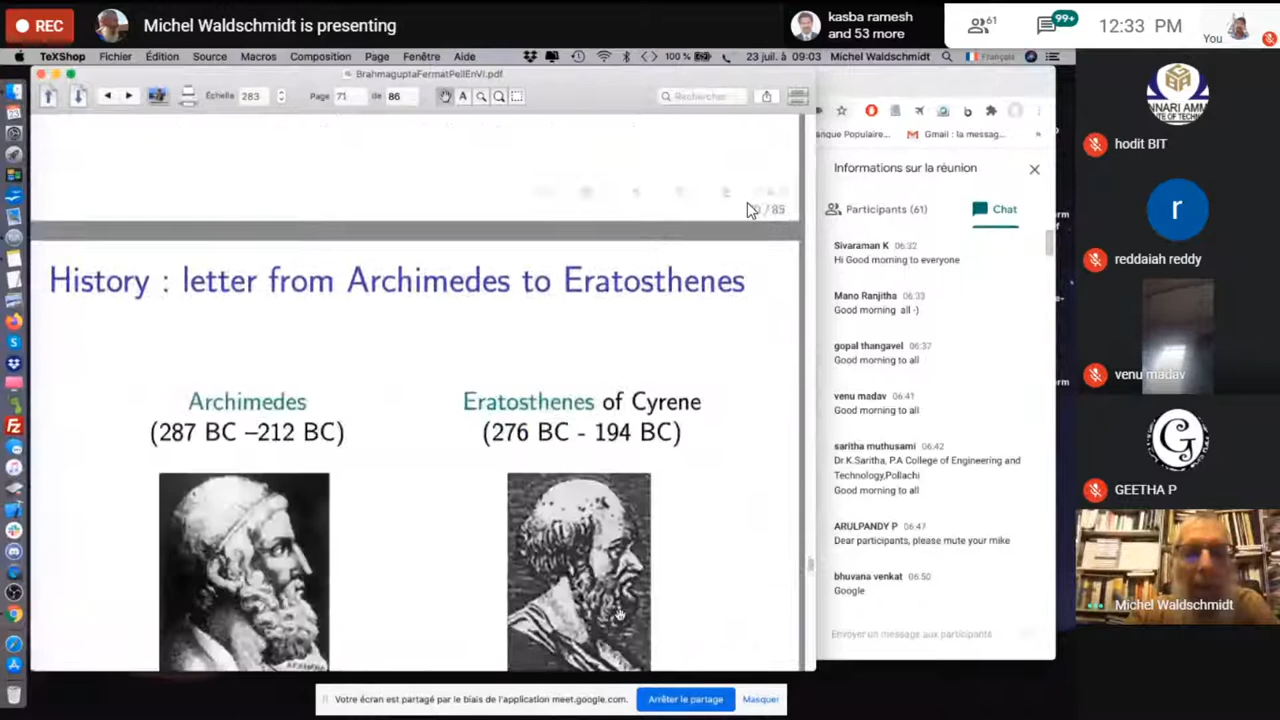 REC
Michel Waldschmidt is presenting
kasba ramesh
and 53 more
61
99+
12:33 PM
You
TeXShop Fichier Édition Source Macros Composition Page Fenêtre Aide
100 %
23 juil. à 09:03 Michel Waldschmidt
Français
BrahmaguptaFermatPellEnVI.pdf
Échelle 283
Page 71 de 86
Rechercher
/ 85
History : letter from Archimedes to Eratosthenes
Archimedes
(287 BC –212 BC)
Eratosthenes of Cyrene
(276 BC - 194 BC)
anque Populaire...
Gmail : la messag...
Informations sur la réunion
Participants (61)
Chat
Sivaraman K 06:32
Hi Good morning to everyone
Mano Ranjitha 06:33
Good morning all -)
gopal thangavel 06:37
Good morning to all
venu madav 06:41
Good morning to all
saritha muthusami 06:42
Dr K.Saritha, P.A College of Engineering and
Technology,Pollachi
Good morning to all
ARULPANDY P 06:47
Dear participants, please mute your mike
bhuvana venkat 06:50
Google
Envoyer un message aux participants
NNARI AMM
TE OF TECHN
hodit BIT
r
reddaiah reddy
venu madav
G
GEETHA P
Michel Waldschmidt
Votre écran est partagé par le biais de l'application meet.google.com.
Arrêter le partage
Masquer